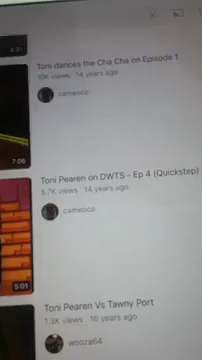 Toni dances the Cha Cha on Episode 1
views · 14 years ago
cameoco
7:06
Toni Pearen on DWTS - Ep 4 (Quickstep)
5.7K views · 14 years ago
cameoco
5:01
Toni Pearen Vs Tawny Port
1.3K views · 16 years ago
wooza64